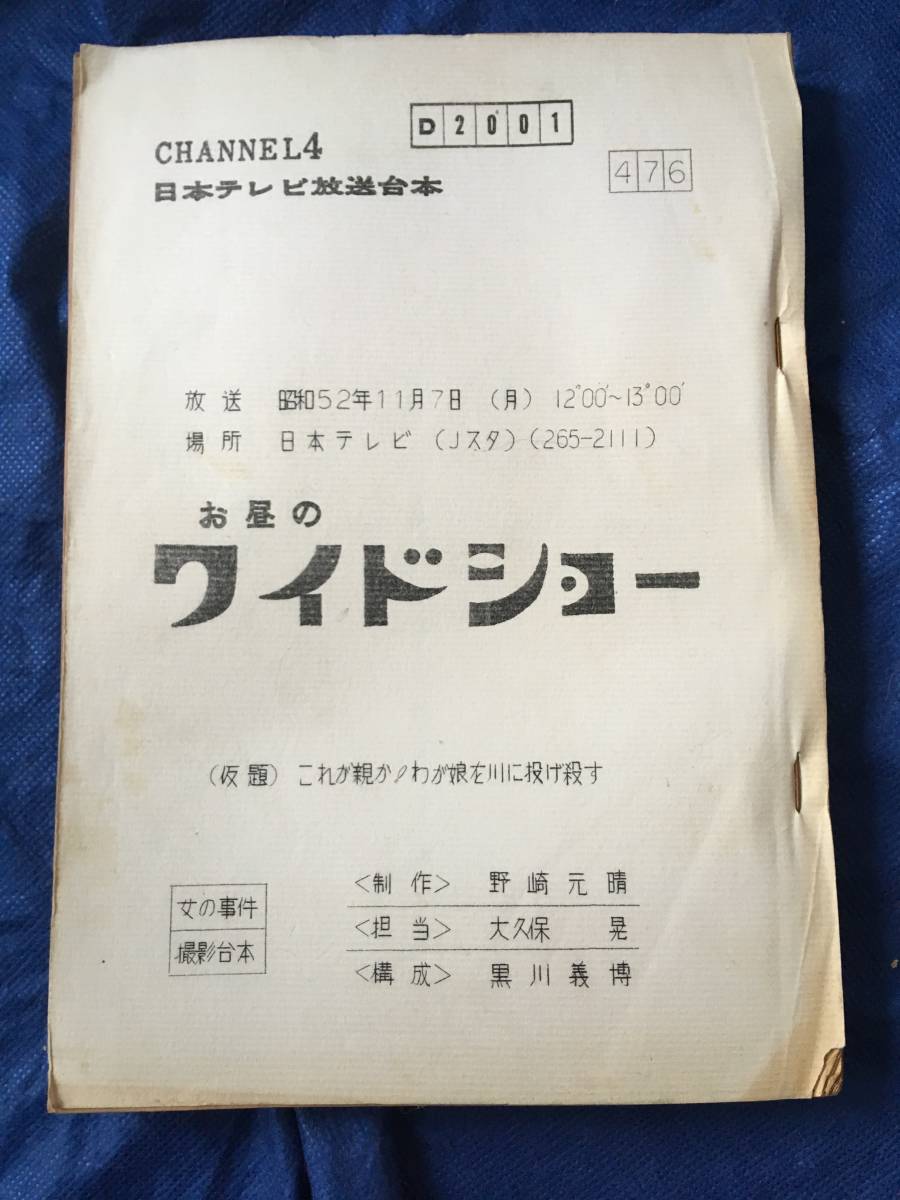 D2001
CHANNEL4
476
日本テレビ放送台本
放送 昭和52年11月7日 (月) 12°00′~13°00′
場所 日本テレビ (Jスタ) (265-2111)
お昼の
ワイドショー
(仮題) これが親か!わが娘を川に投げ殺す
<制作> 野崎元晴
女の事件
<担当> 大久保 晃
撮影台本
<構成> 黒川義博